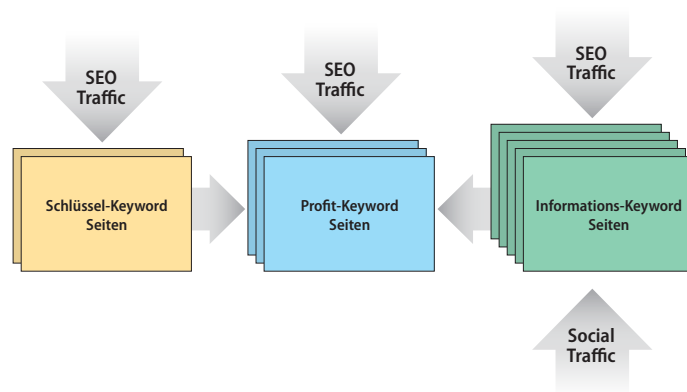 SEO
Traffic
SEO
Traffic
SEO
Traffic
Schlüssel-Keyword
Seiten
Profit-Keyword
Seiten
Informations-Keyword
Seiten
Social
Traffic